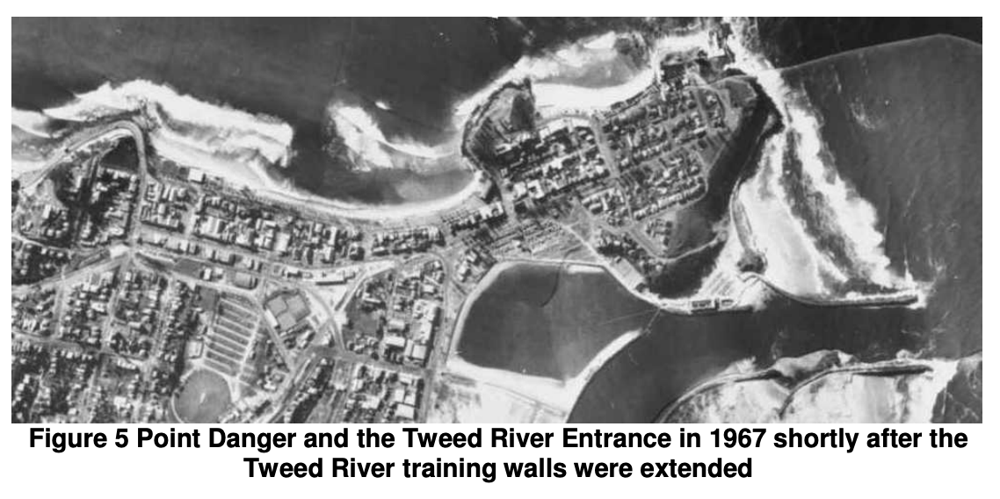 Figure 5 Point Danger and the Tweed River Entrance in 1967 shortly after the
Tweed River training walls were extended